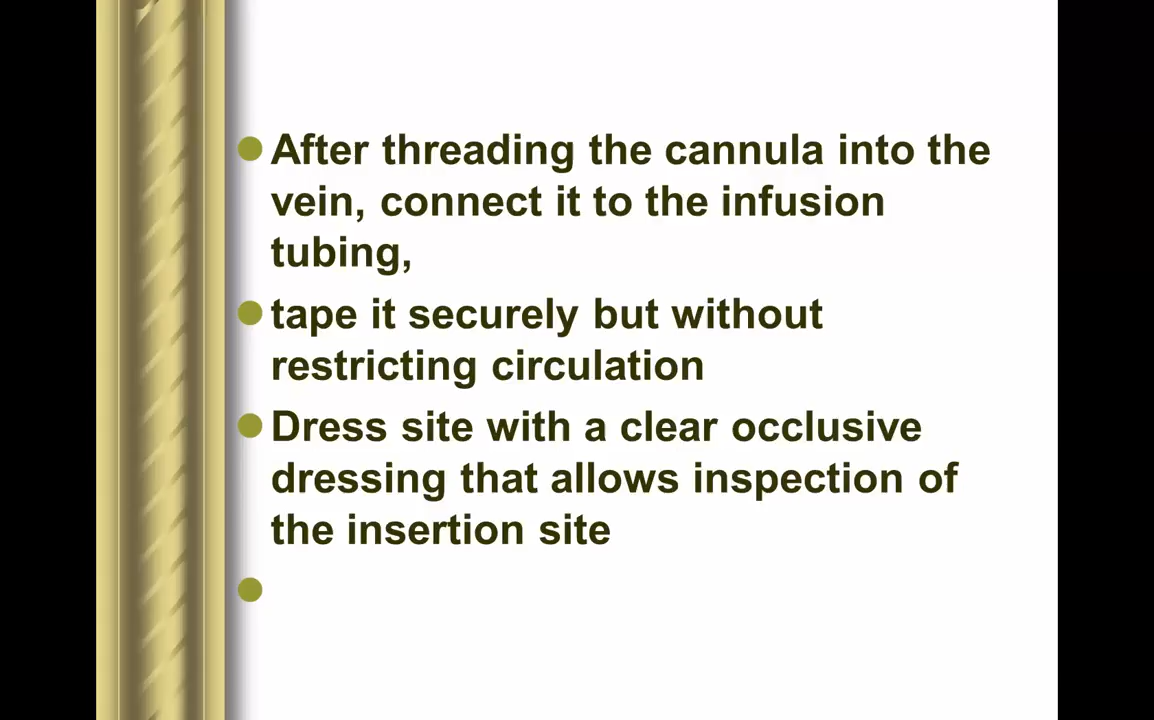 After threading the cannula into the
vein, connect it to the infusion
tubing,
tape it securely but without
restricting circulation
Dress site with a clear occlusive
dressing that allows inspection of
the insertion site